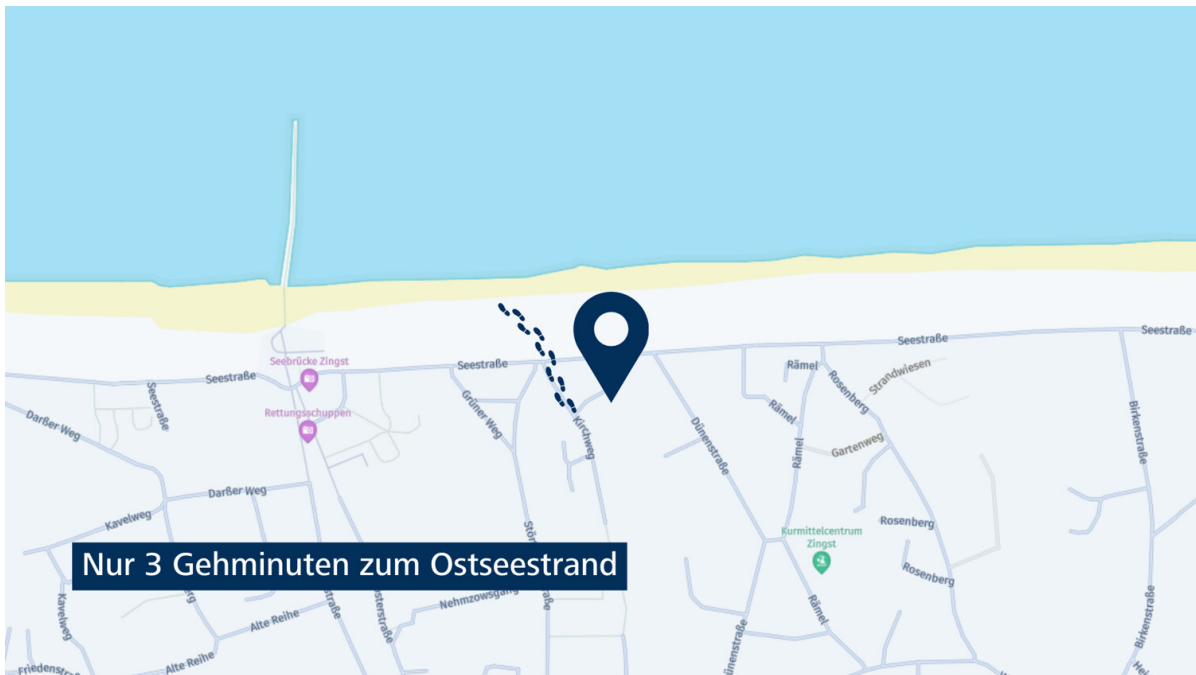 Seestraße
Seestraße
Seebrücke Zingst
Seestraße
Rämel
Strandwiesen
Seestraße
Seestraße
Rettungsschuppen
Grüner Weg
Rosenberg
Darßer Weg
Kirchweg
Dünenstraße
Rämel
Birkenstraße
Rämel
Gartenweg
Darßer Weg
Kavelweg
Rosenberg
Kurmittelcentrum
Zingst
Nur 3 Gehminuten zum Ostseestrand
Rosenberg
Kavelweg
Nehmzowsgang
Alte Reihe
Rämel
Birkenstraße
Alte Reihe